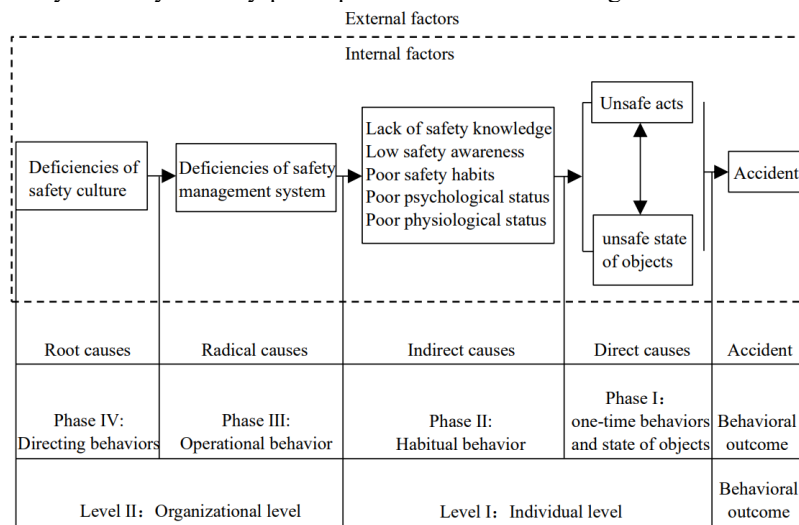 External factors
Internal factors
Deficiencies of
safety culture
Deficiencies of safety
management system
Lack of safety knowledge
Low safety awareness
Poor safety habits
Poor psychological status
Poor physiological status
Unsafe acts
unsafe state
of objects
Accident
Root causes
Radical causes
Indirect causes
Direct causes
Accident
Phase IV:
Directing behaviors
Phase III:
Operational behavior
Phase II:
Habitual behavior
Phase I：
one-time behaviors
and state of objects
Behavioral
outcome
Level II：Organizational level
Level I：Individual level
Behavioral
outcome